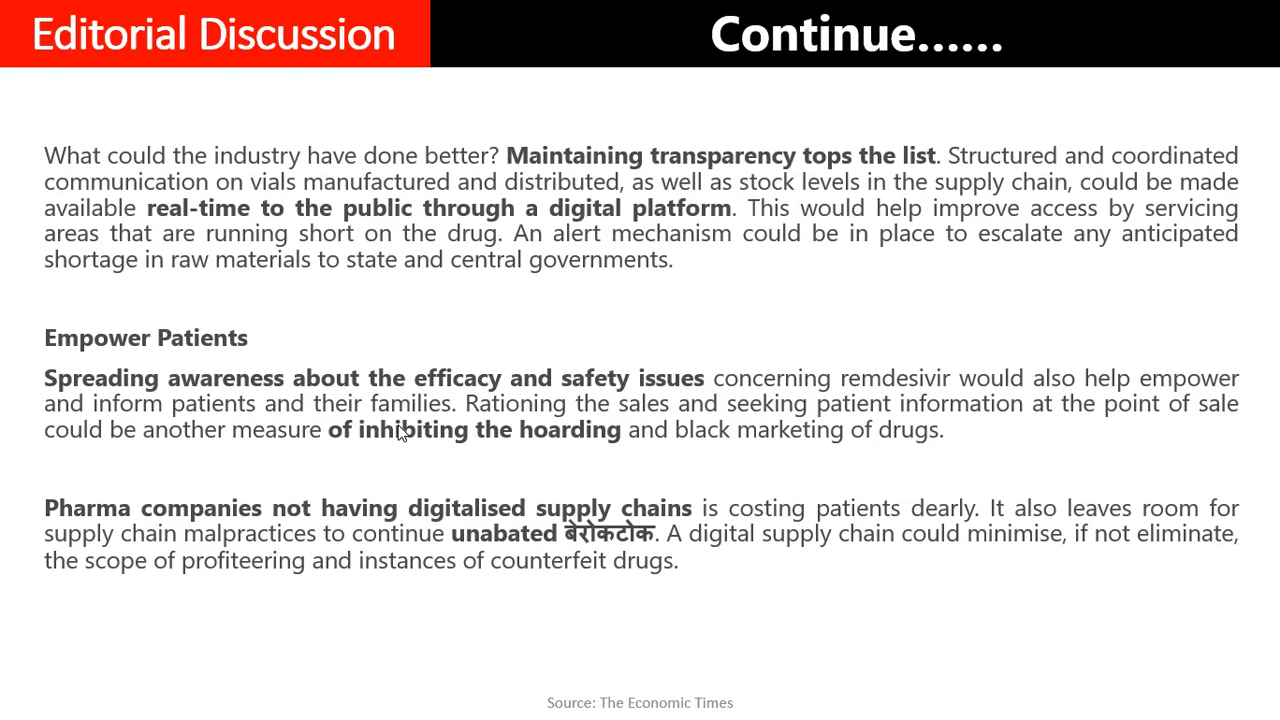 Editorial Discussion
Continue......
What could the industry have done better? Maintaining transparency tops the list. Structured and coordinated
communication on vials manufactured and distributed, as well as stock levels in the supply chain, could be made
available real-time to the public through a digital platform. This would help improve access by servicing
areas that are running short on the drug. An alert mechanism could be in place to escalate any anticipated
shortage in raw materials to state and central governments.
Empower Patients
Spreading awareness about the efficacy and safety issues concerning remdesivir would also help empower
and inform patients and their families. Rationing the sales and seeking patient information at the point of sale
could be another measure of inhibiting the hoarding and black marketing of drugs.
Pharma companies not having digitalised supply chains is costing patients dearly. It also leaves room for
supply chain malpractices to continue unabated बेरोकटोक. A digital supply chain could minimise, if not eliminate,
the scope of profiteering and instances of counterfeit drugs.
Source: The Economic Times